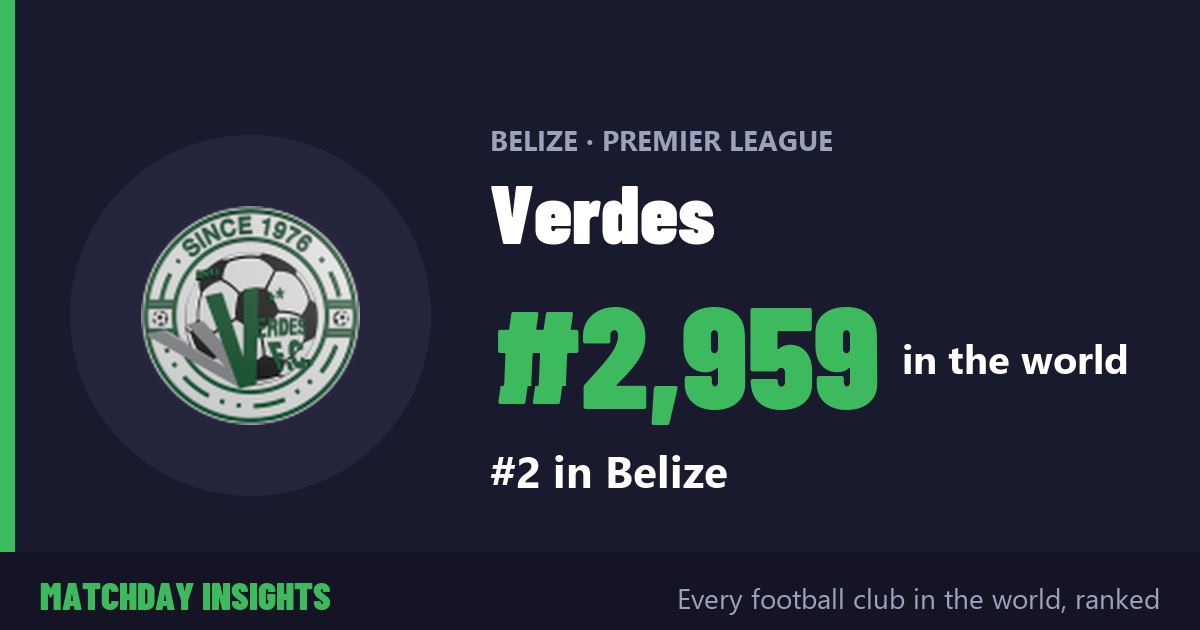 BELIZE · PREMIER LEAGUE
Verdes
#2,959 in the world
#2 in Belize
SINCE 1976
VERDES
F.C.
MATCHDAY INSIGHTS
Every football club in the world, ranked